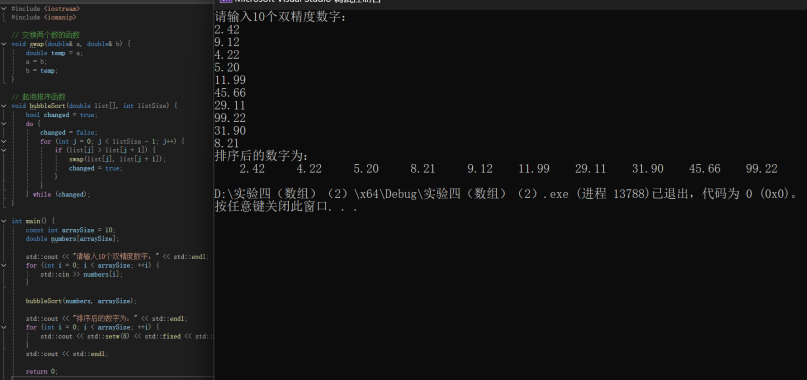 #include <iostream>
#include <iomanip>
// 交换两个数的函数
void swap(double& a, double& b) {
double temp = a;
a = b;
b = temp;
}
// 起泡排序函数
void bubbleSort(double list[], int listSize) {
bool changed = true;
do {
changed = false;
for (int j = 0; j < listSize - 1; j++) {
if (list[j] > list[j + 1]) {
swap(list[j], list[j + 1]);
changed = true;
}
}
} while (changed);
}
int main() {
const int arraySize = 10;
double numbers[arraySize];
std::cout << "请输入10个双精度数字：" << std::endl;
for (int i = 0; i < arraySize; ++i) {
std::cin >> numbers[i];
}
bubbleSort(numbers, arraySize);
std::cout << "排序后的数字为：" << std::endl;
for (int i = 0; i < arraySize; ++i) {
std::cout << std::setw(8) << std::fixed << std::
}
std::cout << std::endl;
return 0;
请输入10个双精度数字：
2.42
9.12
4.22
5.20
11.99
45.66
29.11
99.22
31.90
8.21
排序后的数字为：
2.42 4.22 5.20 8.21 9.12 11.99 29.11 31.90 45.66 99.22
D:\实验四（数组）（2）\x64\Debug\实验四（数组）（2）.exe (进程 13788)已退出，代码为 0 (0x0)。
按任意键关闭此窗口. . .